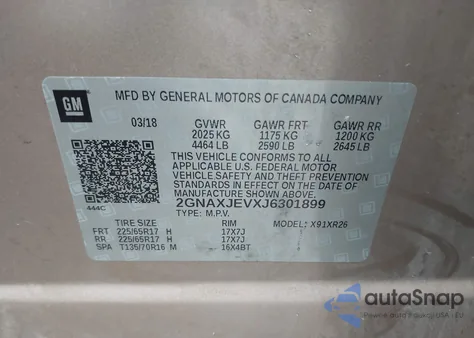 GM
MFD BY GENERAL MOTORS OF CANADA COMPANY
03/18 GVWR GAWR FRT GAWR RR
2025 KG 1175 KG 1200 KG
4464 LB 2590 LB 2645 LB
THIS VEHICLE CONFORMS TO ALL
APPLICABLE U.S. FEDERAL MOTOR
VEHICLE SAFETY AND THEFT PREVENTION
STANDARDS IN EFFECT ON THE DATE OF
MANUFACTURE SHOWN ABOVE.
444C 2GNAXJEVXJ6301899
TYPE: M.P.V. MODEL: X91XR26
TIRE SIZE RIM
FRT 225/65R17 H 17X7J
RR 225/65R17 H 17X7J
SPA T135/70R16 M 16X4BT
autoSnap